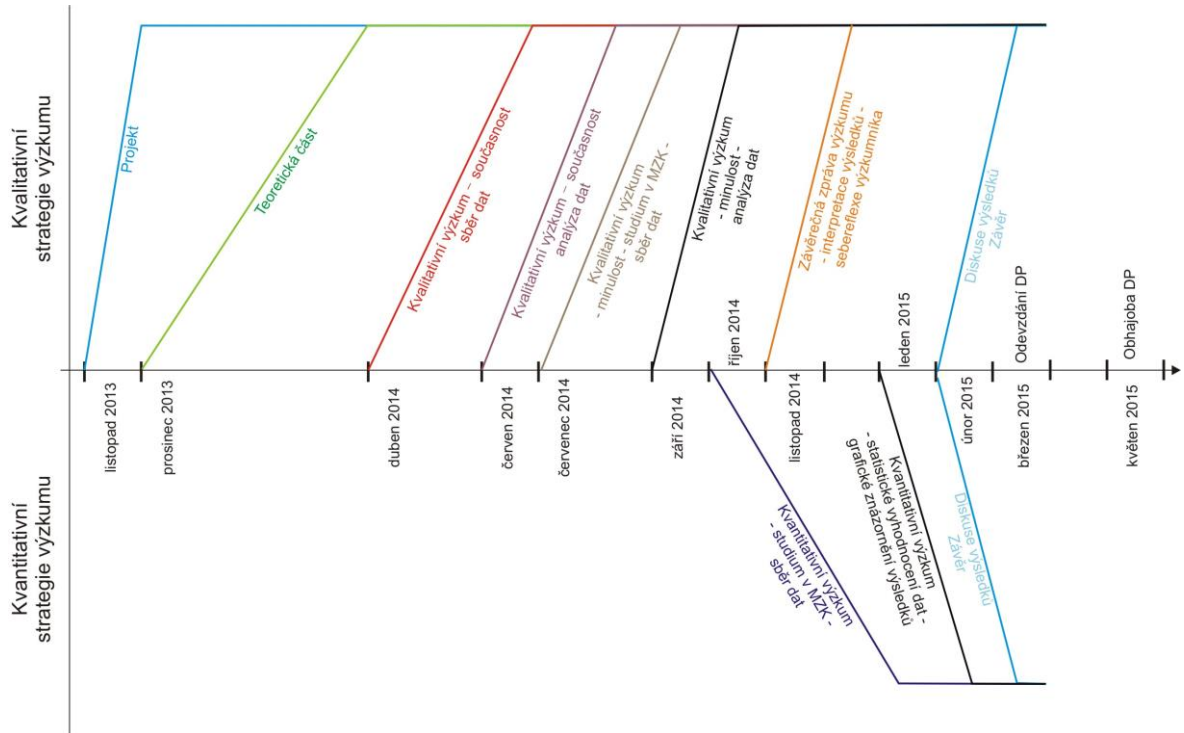 Kvalitativní
strategie výzkumu
Projekt
Teoretická část
Kvalitativní výzkum – současnost
sběr dat
Kvalitativní výzkum – současnost
analýza dat
Kvalitativní výzkum
- minulost - studium v MZK -
sběr dat
Kvalitativní výzkum
- minulost -
analýza dat
Závěrečná zpráva výzkumu
- interpretace výsledků -
sebereflexe výzkumníka
Diskuse výsledků
Závěr
listopad 2013
prosinec 2013
duben 2014
červen 2014
červenec 2014
září 2014
říjen 2014
listopad 2014
leden 2015
únor 2015
březen 2015
Odevzdání DP
květen 2015
Obhajoba DP
Kvantitativní
strategie výzkumu
Kvantitativní výzkum
- studium v MZK -
sběr dat
Kvantitativní výzkum
- statistické vyhodnocení dat -
grafické znázornění výsledků
Diskuse výsledků
Závěr